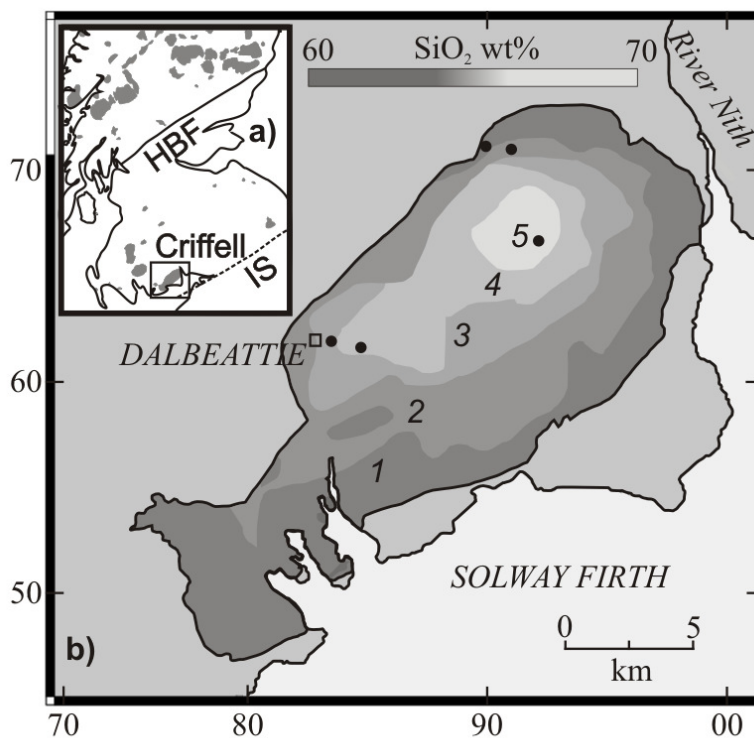 60 SiO₂ wt% 70
River Nith
HBF
a)
Criffell
IS
70
5
4
3
DALBEATTIE
60
2
1
SOLWAY FIRTH
50
0 5
km
b)
70 80 90 00